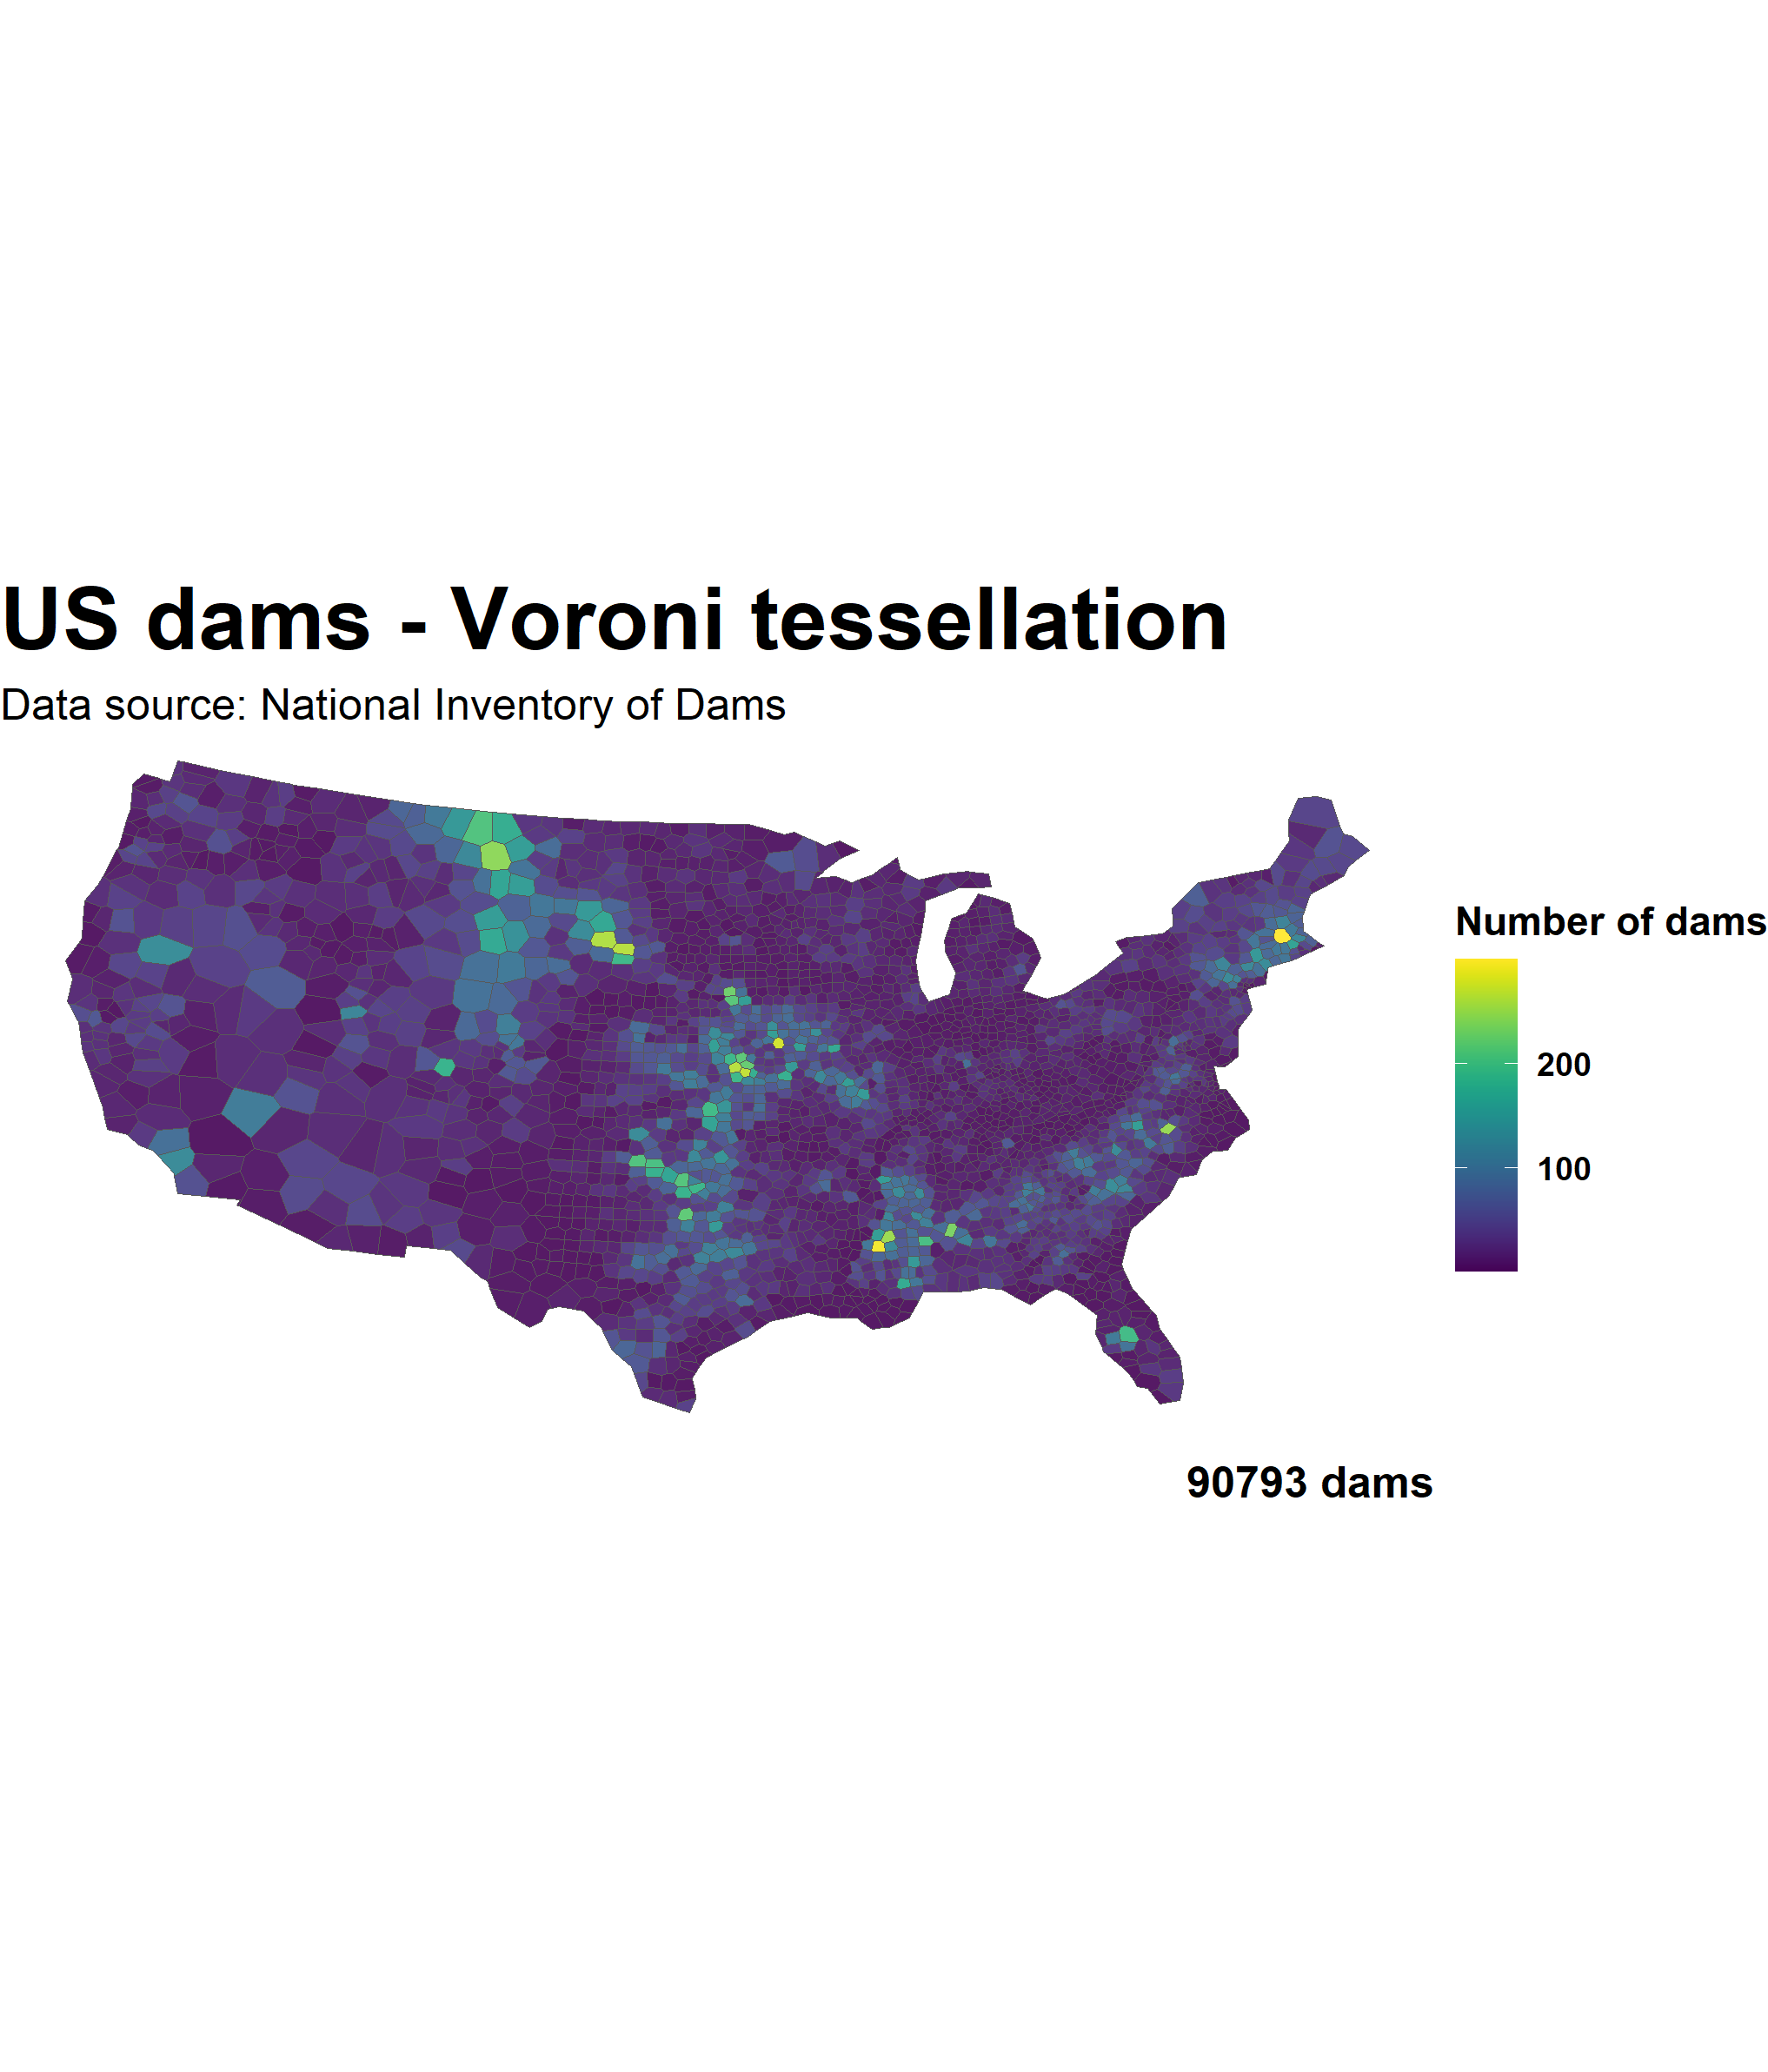 US dams - Voroni tessellation
Data source: National Inventory of Dams
Number of dams
200
100
90793 dams